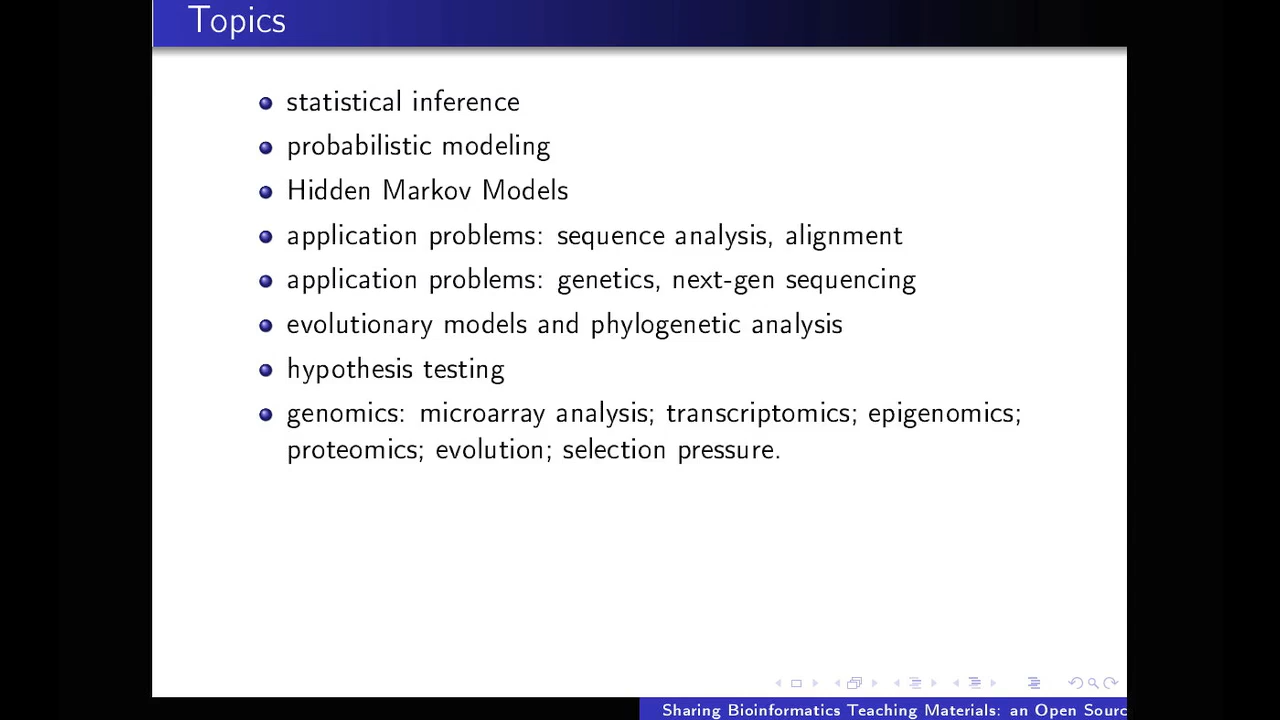 Topics
statistical inference
probabilistic modeling
Hidden Markov Models
application problems: sequence analysis, alignment
application problems: genetics, next-gen sequencing
evolutionary models and phylogenetic analysis
hypothesis testing
genomics: microarray analysis; transcriptomics; epigenomics;
proteomics; evolution; selection pressure.
Sharing Bioinformatics Teaching Materials: an Open Sourc